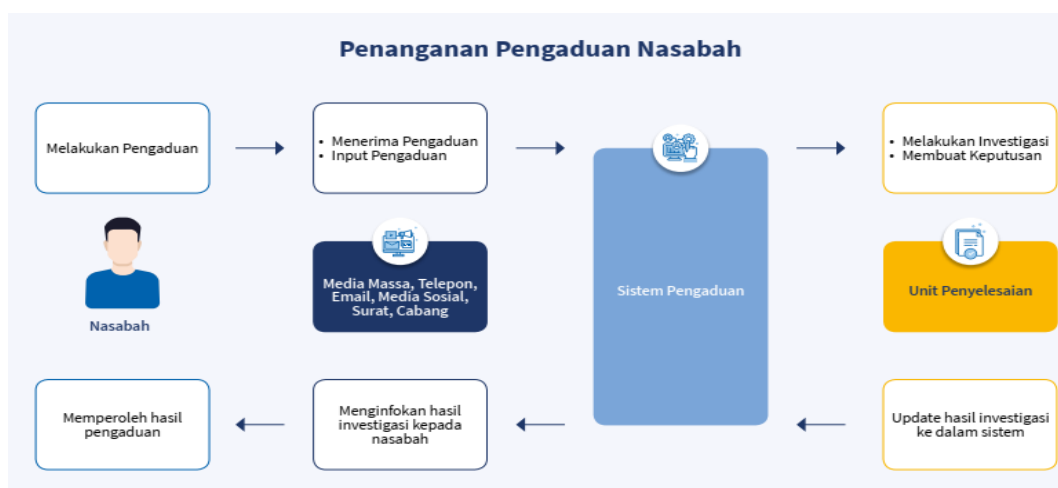 Penanganan Pengaduan Nasabah
Melakukan Pengaduan
• Menerima Pengaduan
• Input Pengaduan
• Melakukan Investigasi
• Membuat Keputusan
Nasabah
Media Massa, Telepon,
Email, Media Sosial,
Surat, Cabang
Sistem Pengaduan
Unit Penyelesaian
Memperoleh hasil
pengaduan
Menginfokan hasil
investigasi kepada
nasabah
Update hasil investigasi
ke dalam sistem